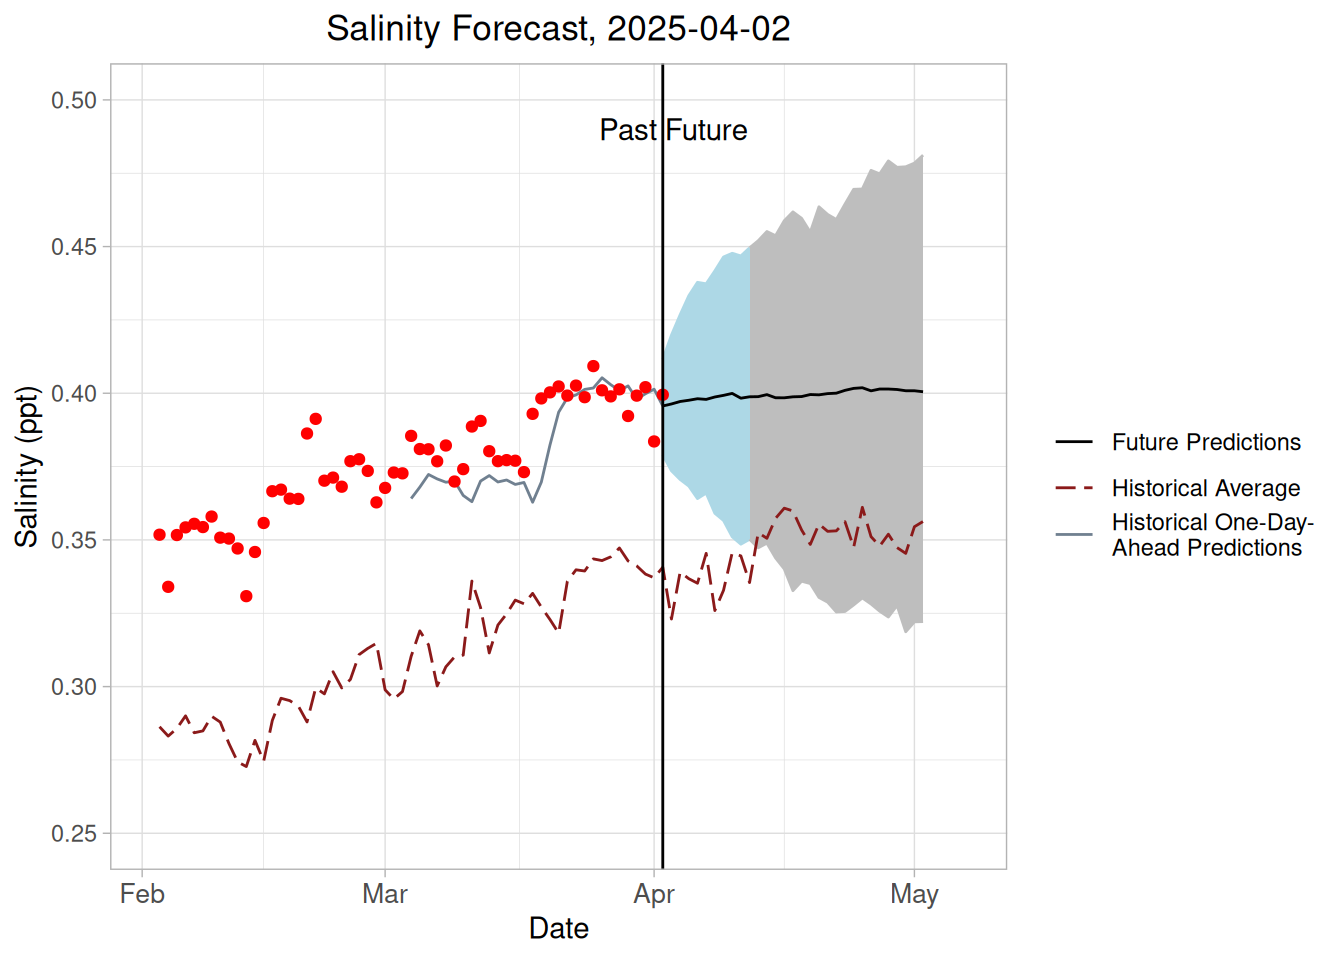 Salinity Forecast, 2025-04-02
0.50
0.45
0.40
0.35
0.30
0.25
Salinity (ppt)
Past Future
Feb Mar Apr May
Date
Future Predictions
Historical Average
Historical One-Day-
Ahead Predictions